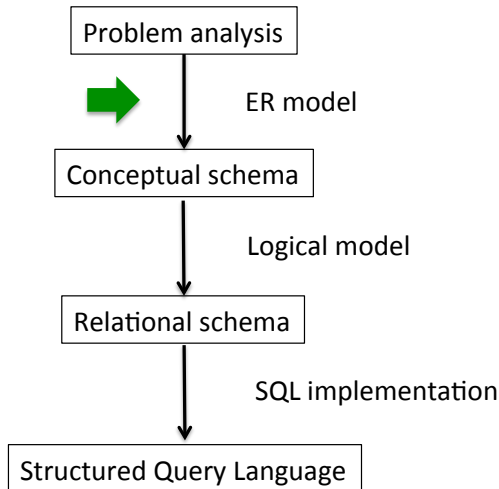 Problem analysis
ER model
Conceptual schema
Logical model
Relational schema
SQL implementation
Structured Query Language